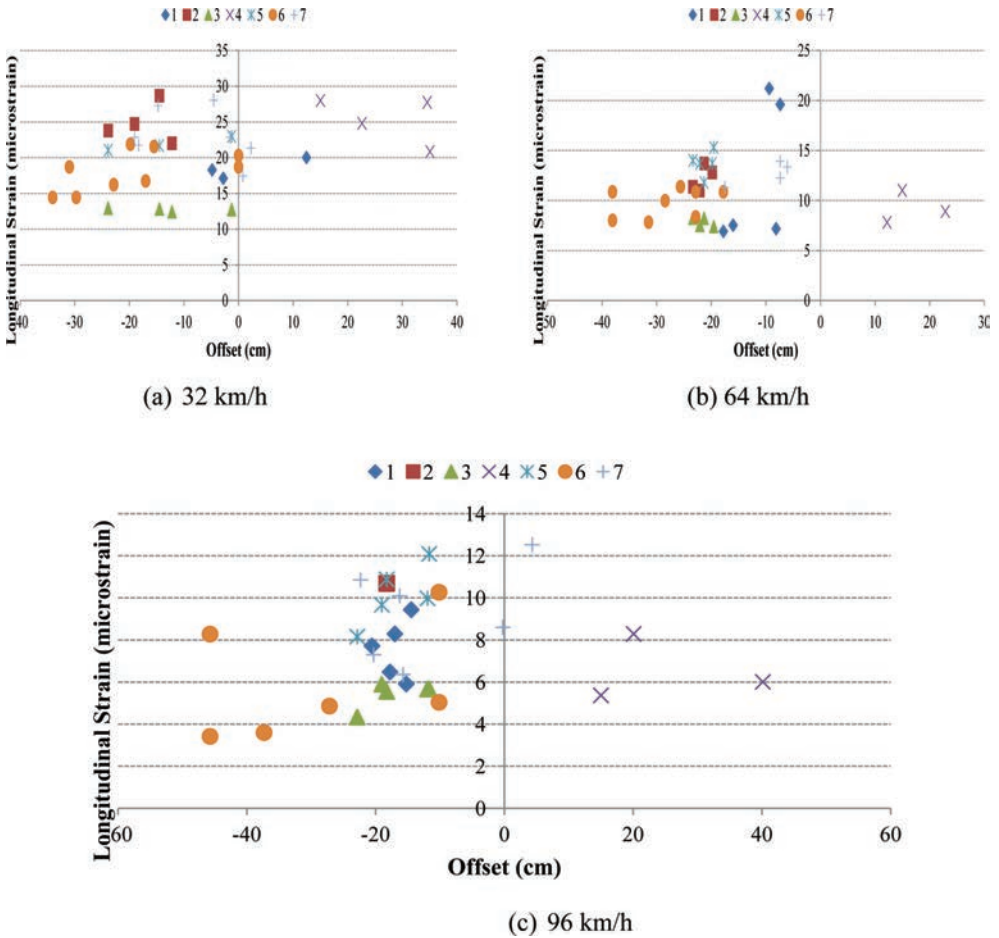 1 2 3 4 5 6 7
Longitudinal Strain (microstrain)
35
30
25
20
15
10
5
0
-40 -30 -20 -10 0 10 20 30 40
Offset (cm)
(a) 32 km/h
1 2 3 4 5 6 7
Longitudinal Strain (microstrain)
25
20
15
10
5
0
-50 -40 -30 -20 -10 0 10 20 30
Offset (cm)
(b) 64 km/h
1 2 3 4 5 6 7
Longitudinal Strain (microstrain)
14
12
10
8
6
4
2
0
-60 -40 -20 0 20 40 60
Offset (cm)
(c) 96 km/h